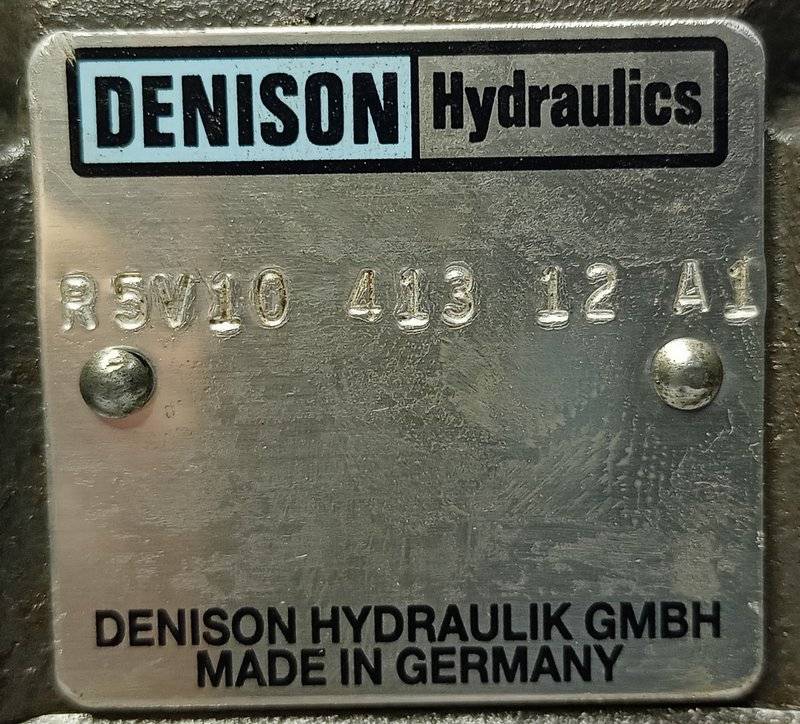 DENISON Hydraulics
R5V10 413 12 A1
DENISON HYDRAULIK GMBH
MADE IN GERMANY